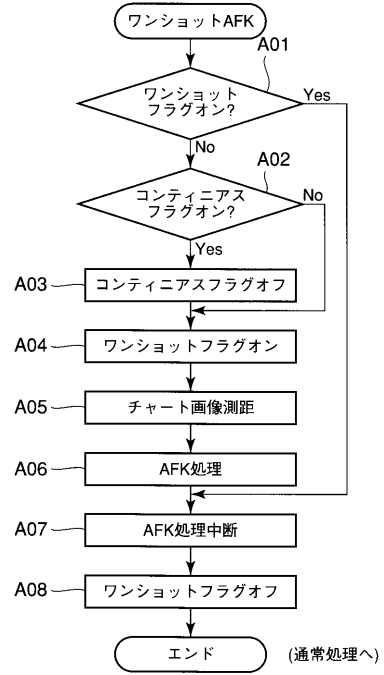 ワンショットAFK
A01
ワンショット
フラグオン?
Yes
No
A02
コンティニアス
フラグオン?
No
Yes
A03
コンティニアスフラグオフ
A04
ワンショットフラグオン
A05
チャート画像測距
A06
AFK処理
A07
AFK処理中断
A08
ワンショットフラグオフ
エンド
(通常処理へ)